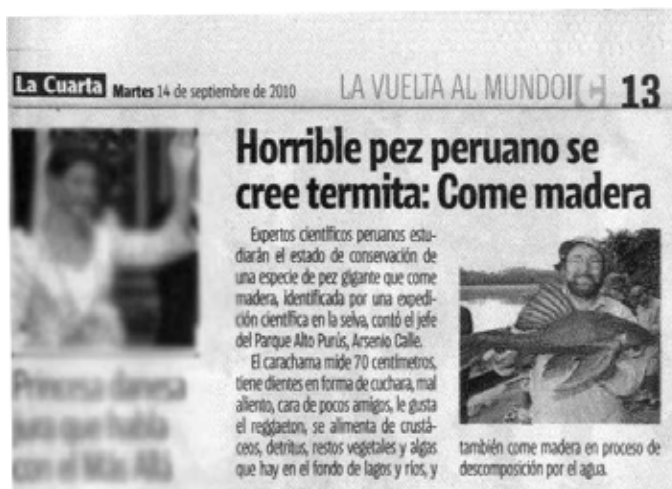 La Cuarta Martes 14 de septiembre de 2010 LA VUELTA AL MUNDO 13
Horrible pez peruano se
cree termita: Come madera
Expertos científicos peruanos estu-
diarán el estado de conservación de
una especie de pez gigante que come
madera, identificada por una expedi-
ción científica en la selva, contó el jefe
del Parque Alto Purús, Arsenio Calle.
El carachama mide 70 centímetros,
tiene dientes en forma de cuchara, mal
aliento, cara de pocos amigos, le gusta
el reggaeton, se alimenta de crustá-
ceos, detritus, restos vegetales y algas
que hay en el fondo de lagos y ríos, y
también come madera en proceso de
descomposición por el agua.